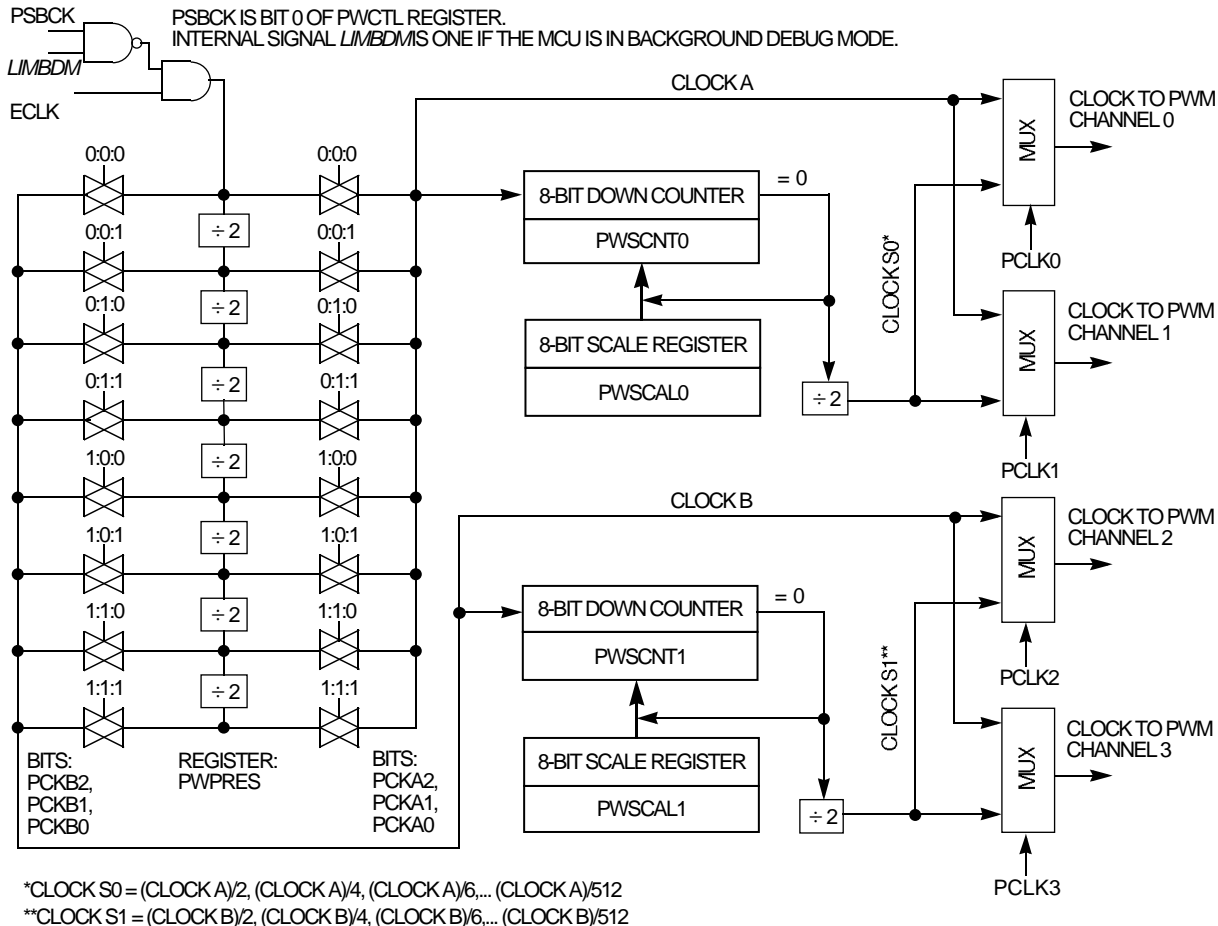 PSBCK
PSBCK IS BIT 0 OF PWCTL REGISTER.
INTERNAL SIGNAL LIMBDM IS ONE IF THE MCU IS IN BACKGROUND DEBUG MODE.
LIMBDM
ECLK
CLOCK A
MUX
CLOCK TO PWM
CHANNEL 0
PCLK0
0:0:0
0:0:0
÷ 2
0:0:1
0:0:1
÷ 2
0:1:0
0:1:0
÷ 2
0:1:1
0:1:1
÷ 2
1:0:0
1:0:0
÷ 2
1:0:1
1:0:1
÷ 2
1:1:0
1:1:0
÷ 2
1:1:1
1:1:1
8-BIT DOWN COUNTER
= 0
PWSCNT0
8-BIT SCALE REGISTER
PWSCAL0
÷ 2
CLOCK S0*
MUX
CLOCK TO PWM
CHANNEL 1
PCLK1
CLOCK B
MUX
CLOCK TO PWM
CHANNEL 2
PCLK2
8-BIT DOWN COUNTER
= 0
PWSCNT1
8-BIT SCALE REGISTER
PWSCAL1
÷ 2
CLOCK S1**
MUX
CLOCK TO PWM
CHANNEL 3
PCLK3
BITS:
PCKB2,
PCKB1,
PCKB0
REGISTER:
PWPRES
BITS:
PCKA2,
PCKA1,
PCKA0
*CLOCK S0 = (CLOCK A)/2, (CLOCK A)/4, (CLOCK A)/6,... (CLOCK A)/512
**CLOCK S1 = (CLOCK B)/2, (CLOCK B)/4, (CLOCK B)/6,... (CLOCK B)/512